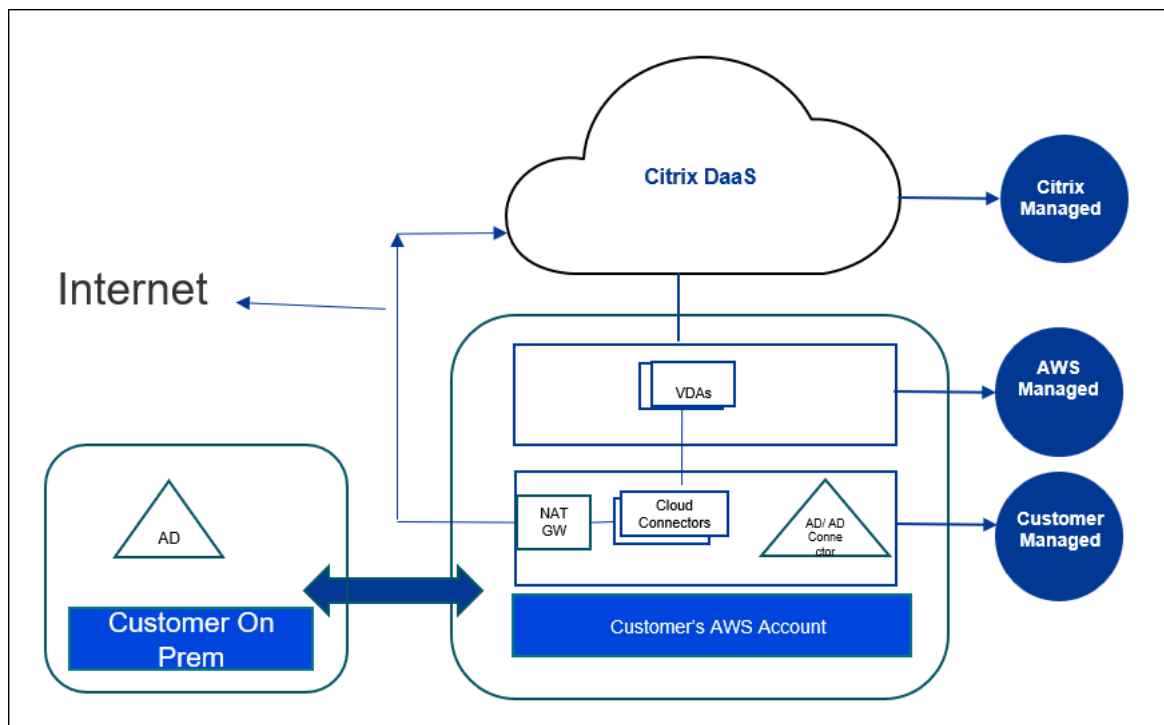 Citrix DaaS
Citrix
Managed
Internet
VDAs
AWS
Managed
AD
NAT
GW
Cloud
Connectors
AD/ AD
Conne
ctor
Customer
Managed
Customer On
Prem
Customer's AWS Account